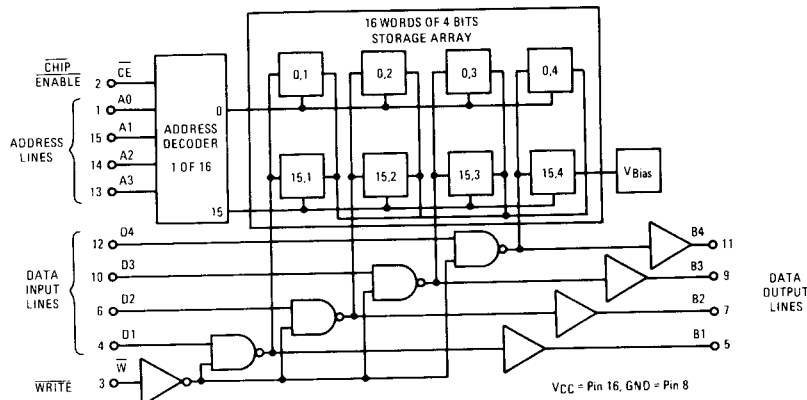 16 WORDS OF 4 BITS
STORAGE ARRAY
CHIP
ENABLE
2 CE
1 A0
15 A1
14 A2
13 A3
ADDRESS
LINES
ADDRESS
DECODER
1 OF 16
0
15
0,1
0,2
0,3
0,4
15,1
15,2
15,3
15,4
VBias
DATA
INPUT
LINES
12 D4
10 D3
6 D2
4 D1
WRITE
3 W
B4
11
B3
9
B2
7
B1
5
DATA
OUTPUT
LINES
VCC = Pin 16, GND = Pin 8